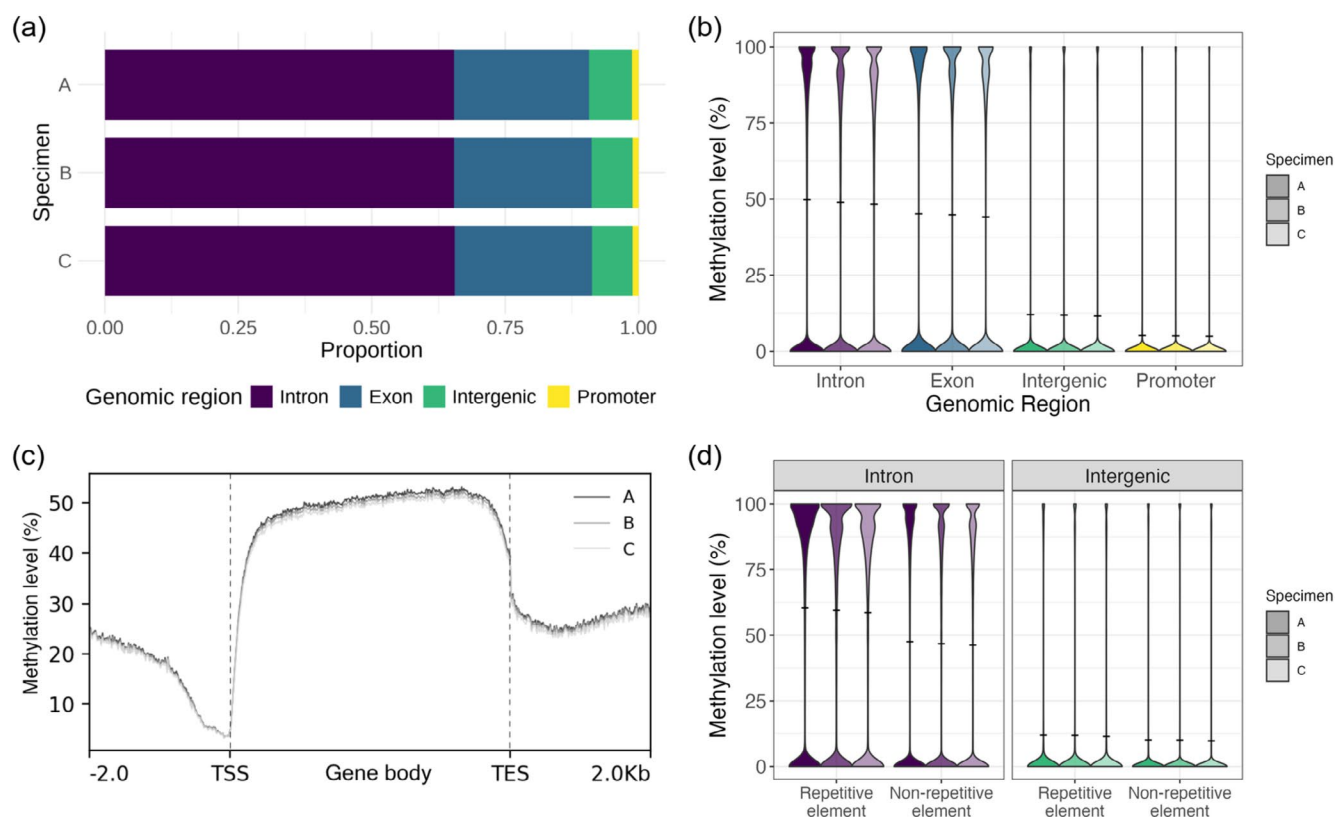 (a)
Specimen
A
B
C
0.00 0.25 0.50 0.75 1.00
Proportion
Genomic region Intron Exon Intergenic Promoter
(b)
Methylation level (%)
100
75
50
25
0
Intron Exon Intergenic Promoter
Genomic Region
Specimen
A
B
C
(c)
Methylation level (%)
50
40
30
20
10
A
B
C
-2.0 TSS Gene body TES 2.0Kb
(d)
Intron Intergenic
Methylation level (%)
100
75
50
25
0
Repetitive Non-repetitive Repetitive Non-repetitive
element element element element
Specimen
A
B
C